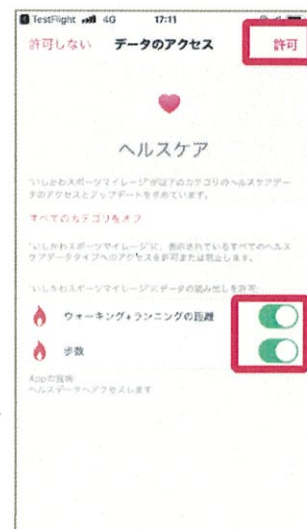 TestFlight 4G 17:11
許可しない データのアクセス 許可
ヘルスケア
"いしかわスポーツマイレージ"が以下のカテゴリのヘルスケアデー
タのアクセスとアップデートを求めています。
すべてのカテゴリをオフ
"いしかわスポーツマイレージ"に、表示されているすべてのヘルス
ケアデータタイプへのアクセスを許可または禁止します。
"いしかわスポーツマイレージ"にデータの読み出しを許可:
ウォーキング+ランニングの距離
歩数
Appの説明:
ヘルスデータへアクセスします